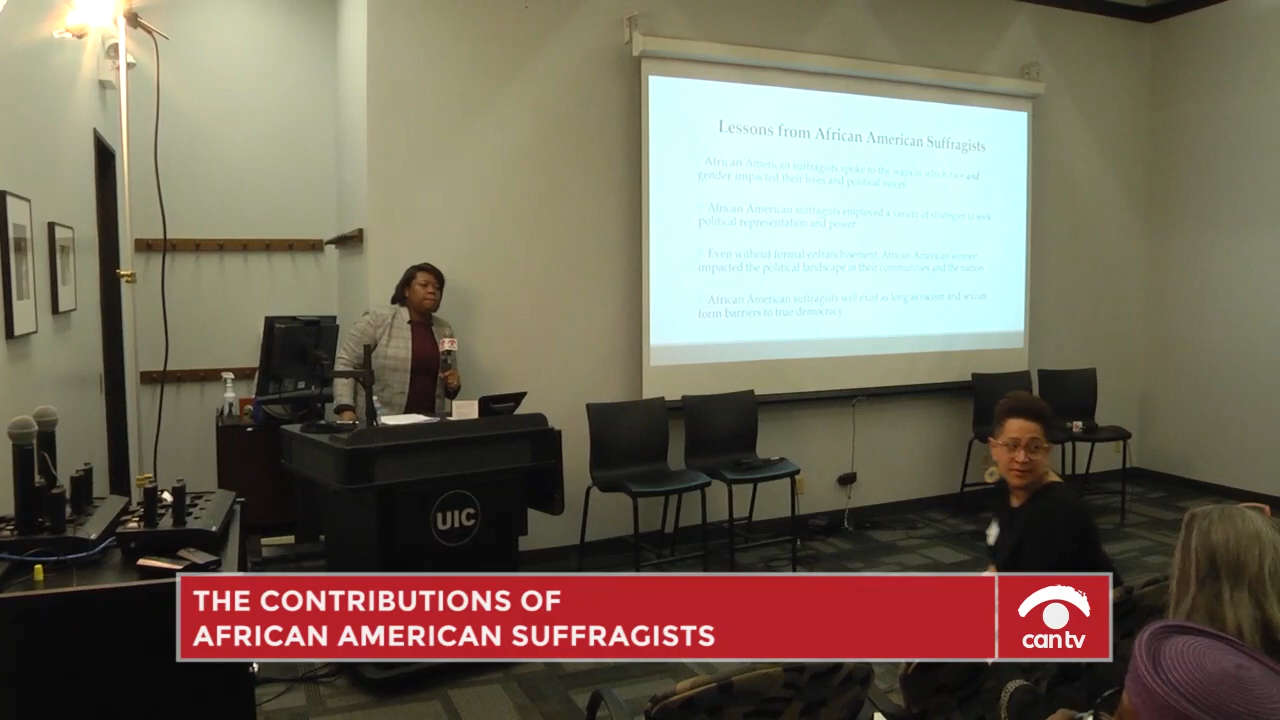 Lessons from African American Suffragists
African American suffragists spoke to the ways in which race and
gender impacted their lives and political voices
African American suffragists employed a variety of strategies to seek
political representation and power
Even without formal enfranchisement, African American women
impacted the political landscape in their communities and the nation
African American suffragists will exist as long as racism and sexism
form barriers to true democracy
UIC
THE CONTRIBUTIONS OF
AFRICAN AMERICAN SUFFRAGISTS
can tv